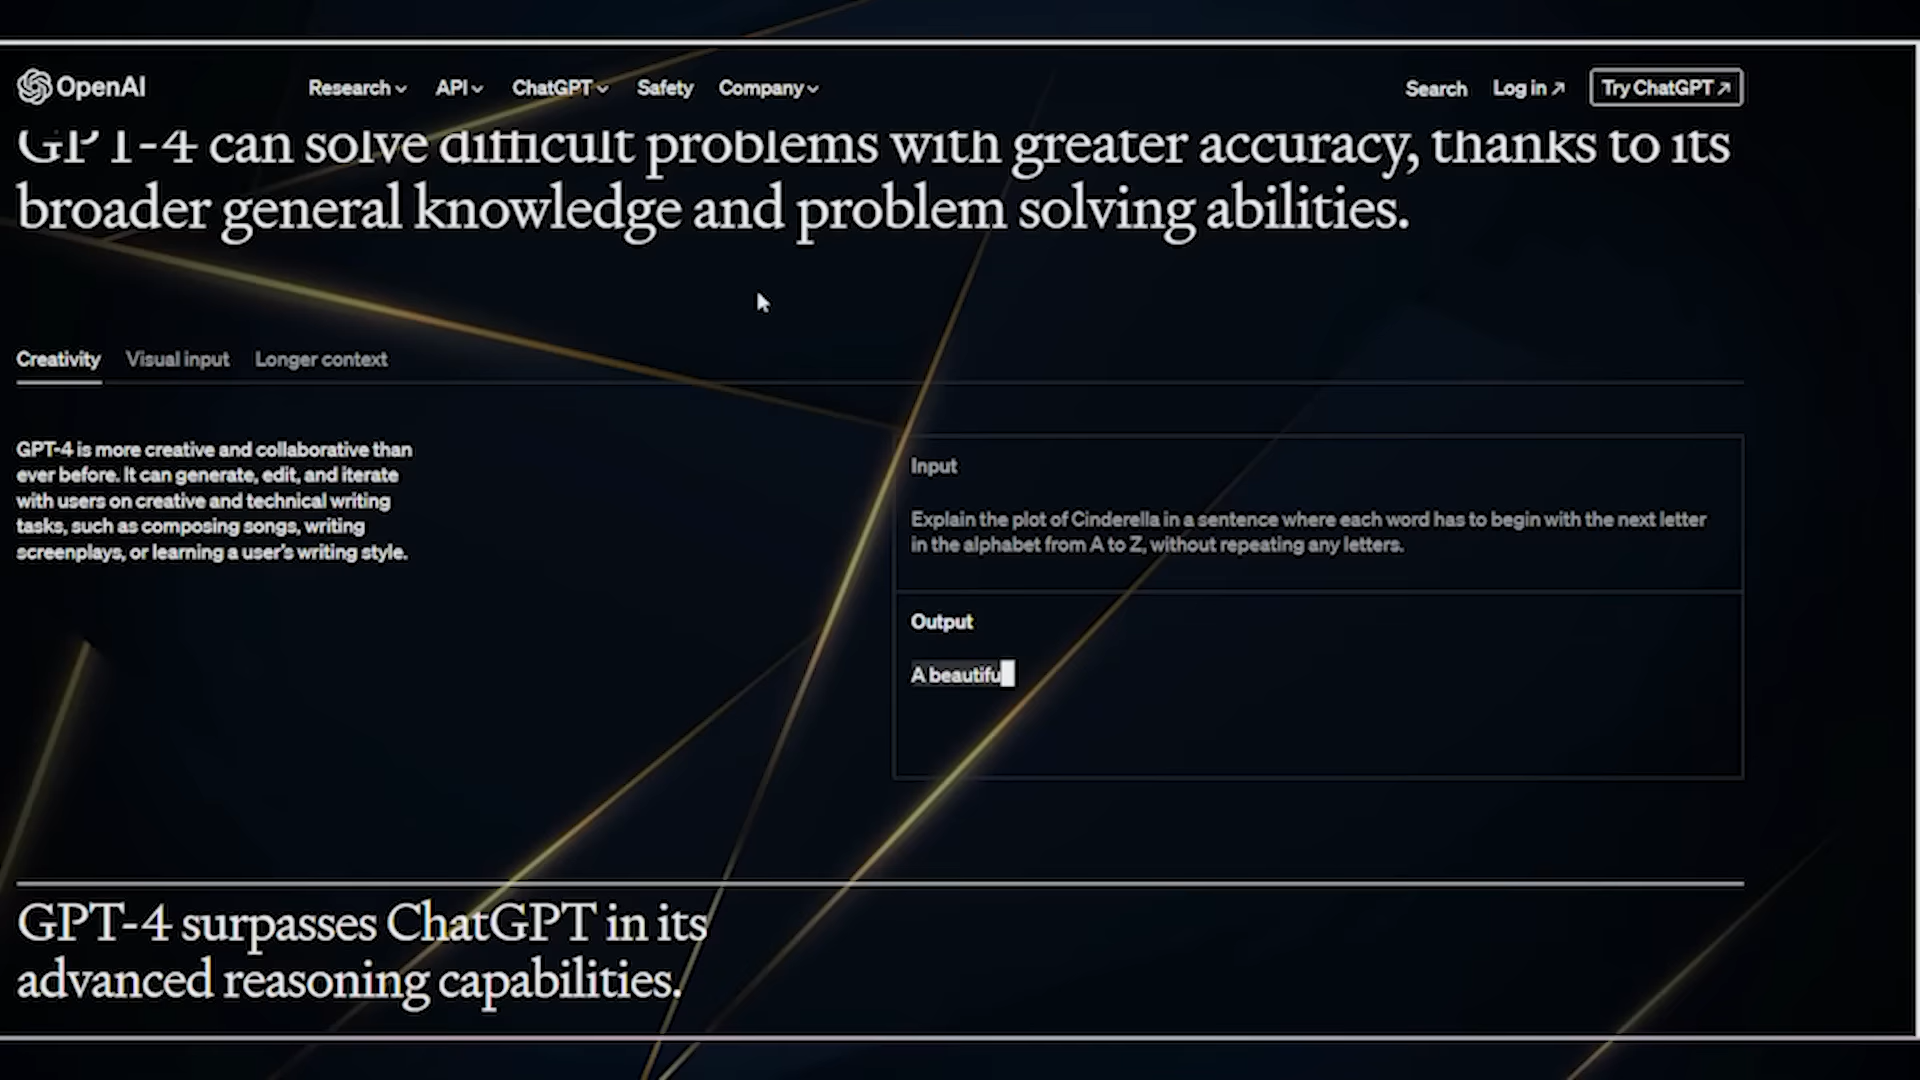 OpenAI
Research API ChatGPT Safety Company
Search Log in Try ChatGPT
GPT-4 can solve difficult problems with greater accuracy, thanks to its
broader general knowledge and problem solving abilities.
Creativity Visual input Longer context
GPT-4 is more creative and collaborative than
ever before. It can generate, edit, and iterate
with users on creative and technical writing
tasks, such as composing songs, writing
screenplays, or learning a user's writing style.
Input
Explain the plot of Cinderella in a sentence where each word has to begin with the next letter
in the alphabet from A to Z, without repeating any letters.
Output
A beautifu
GPT-4 surpasses ChatGPT in its
advanced reasoning capabilities.